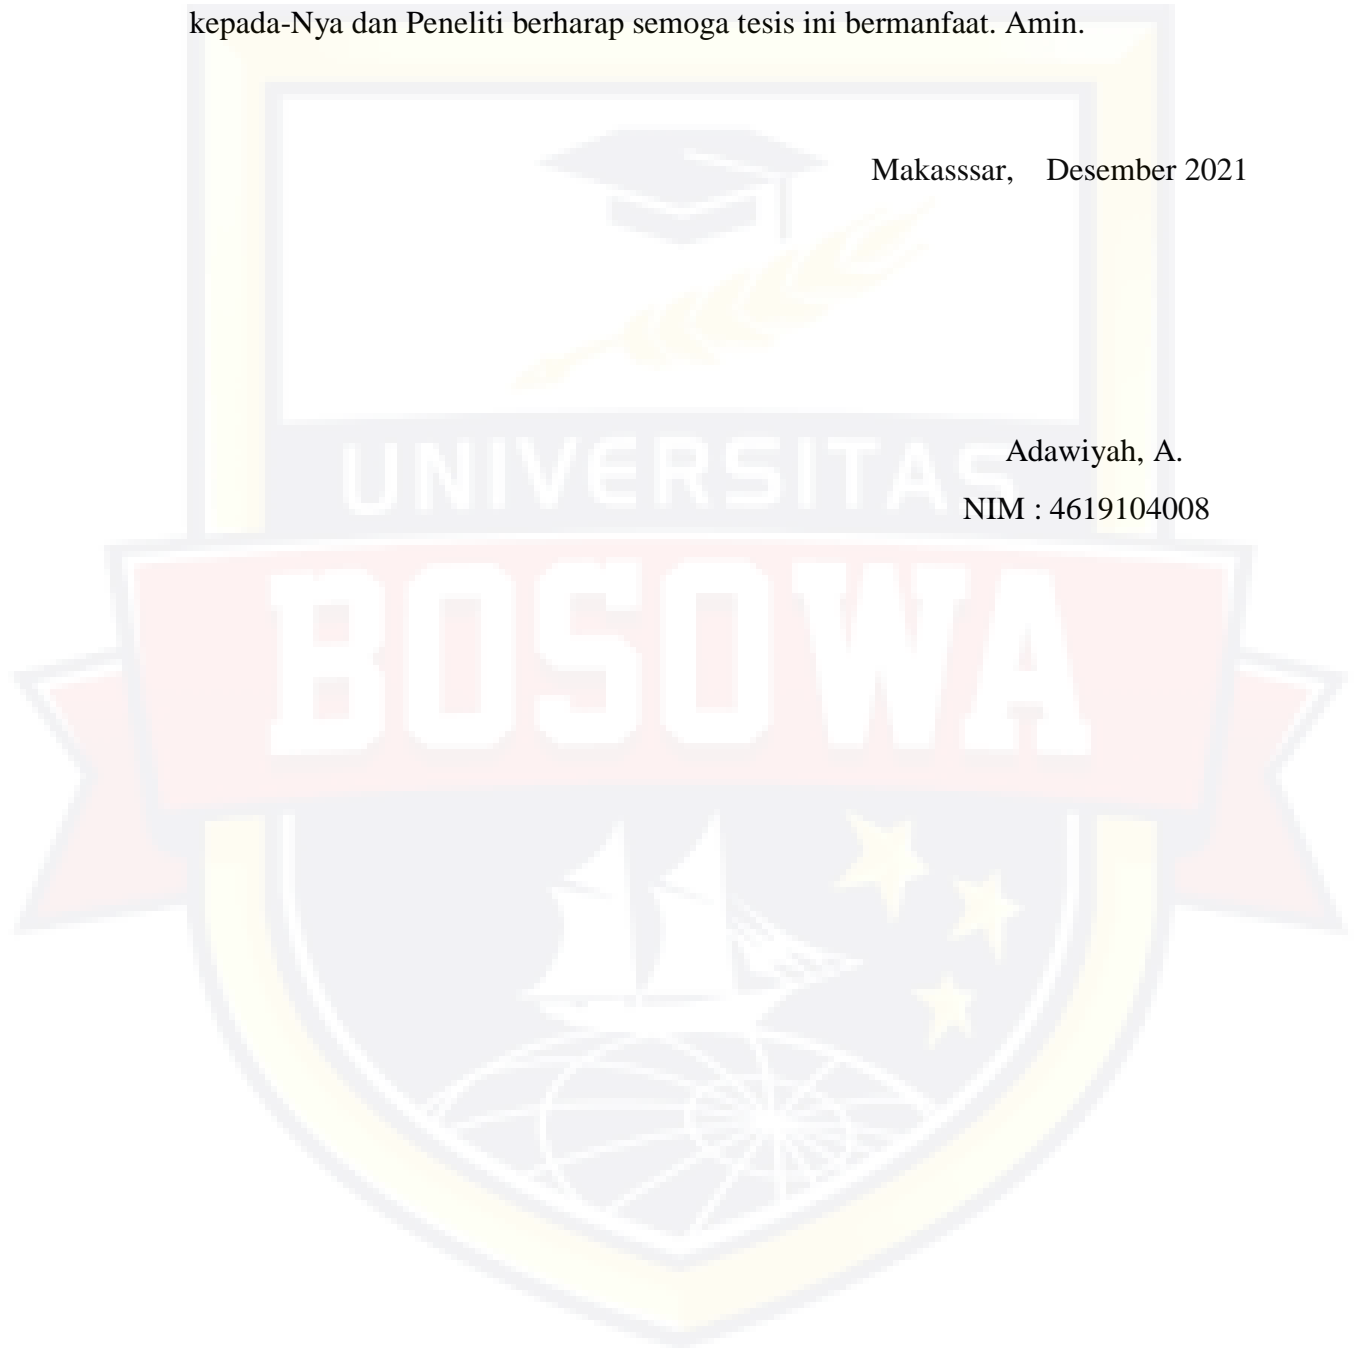 kepada-Nya dan Peneliti berharap semoga tesis ini bermanfaat. Amin.
Makasssar, Desember 2021
Adawiyah, A.
NIM : 4619104008
UNIVERSITAS
BOSOWA